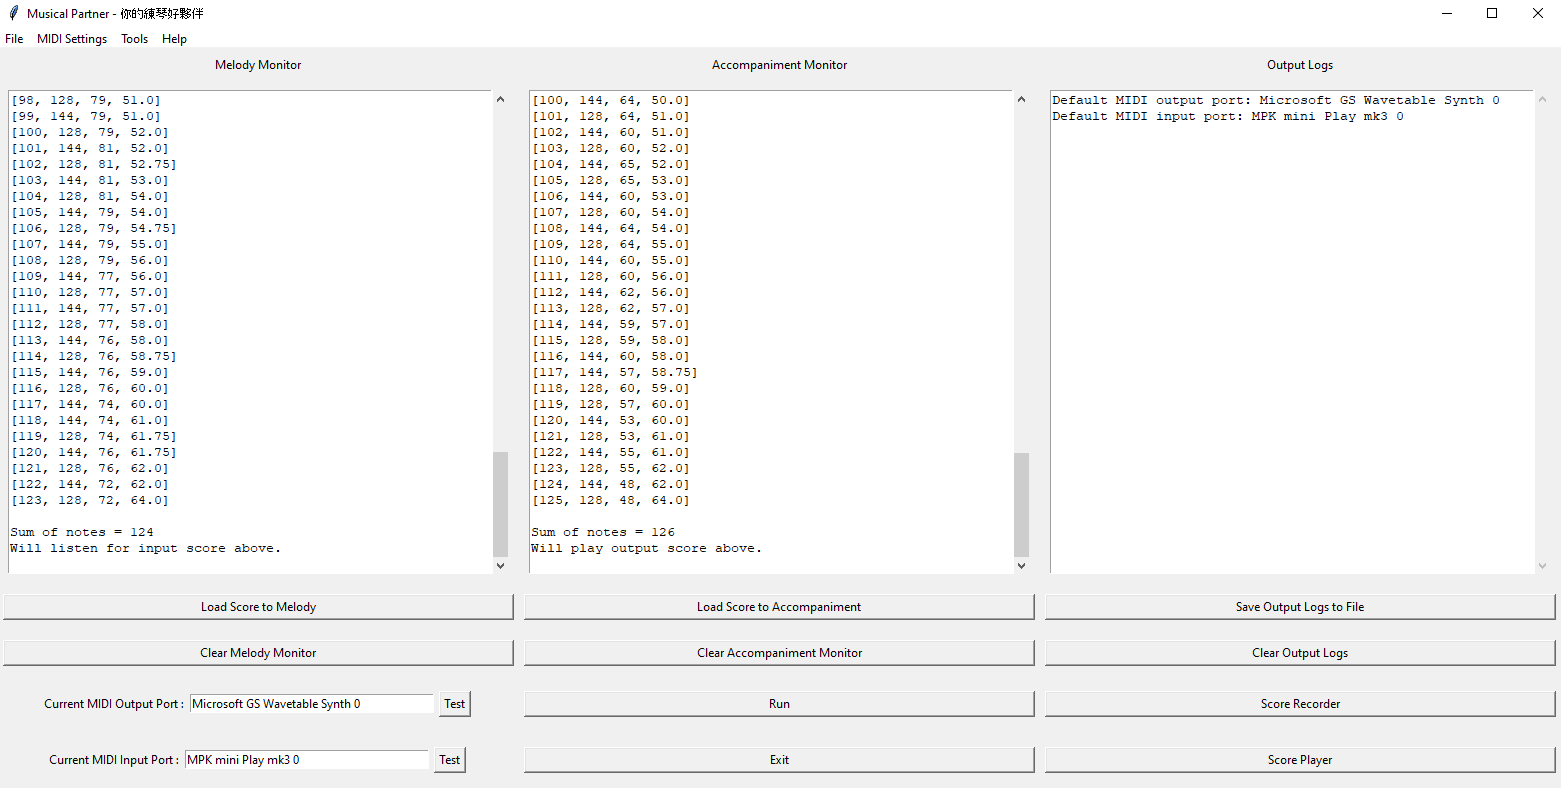 Musical Partner - 你的練琴好夥伴
File MIDI Settings Tools Help
Melody Monitor
[98, 128, 79, 51.0]
[99, 144, 79, 51.0]
[100, 128, 79, 52.0]
[101, 144, 81, 52.0]
[102, 128, 81, 52.75]
[103, 144, 81, 53.0]
[104, 128, 81, 54.0]
[105, 144, 79, 54.0]
[106, 128, 79, 54.75]
[107, 144, 79, 55.0]
[108, 128, 79, 56.0]
[109, 144, 77, 56.0]
[110, 128, 77, 57.0]
[111, 144, 77, 57.0]
[112, 128, 77, 58.0]
[113, 144, 76, 58.0]
[114, 128, 76, 58.75]
[115, 144, 76, 59.0]
[116, 128, 76, 60.0]
[117, 144, 74, 60.0]
[118, 144, 74, 61.0]
[119, 128, 74, 61.75]
[120, 144, 76, 61.75]
[121, 128, 76, 62.0]
[122, 144, 72, 62.0]
[123, 128, 72, 64.0]
Sum of notes = 124
Will listen for input score above.
Accompaniment Monitor
[100, 144, 64, 50.0]
[101, 128, 64, 51.0]
[102, 144, 60, 51.0]
[103, 128, 60, 52.0]
[104, 144, 65, 52.0]
[105, 128, 65, 53.0]
[106, 144, 60, 53.0]
[107, 128, 60, 54.0]
[108, 144, 64, 54.0]
[109, 128, 64, 55.0]
[110, 144, 60, 55.0]
[111, 128, 60, 56.0]
[112, 144, 62, 56.0]
[113, 128, 62, 57.0]
[114, 144, 59, 57.0]
[115, 128, 59, 58.0]
[116, 144, 60, 58.0]
[117, 144, 57, 58.75]
[118, 128, 60, 59.0]
[119, 128, 57, 60.0]
[120, 144, 53, 60.0]
[121, 128, 53, 61.0]
[122, 144, 55, 61.0]
[123, 128, 55, 62.0]
[124, 144, 48, 62.0]
[125, 128, 48, 64.0]
Sum of notes = 126
Will play output score above.
Output Logs
Default MIDI output port: Microsoft GS Wavetable Synth 0
Default MIDI input port: MPK mini Play mk3 0
Load Score to Melody
Load Score to Accompaniment
Save Output Logs to File
Clear Melody Monitor
Clear Accompaniment Monitor
Clear Output Logs
Current MIDI Output Port : Microsoft GS Wavetable Synth 0 Test
Run
Score Recorder
Current MIDI Input Port : MPK mini Play mk3 0 Test
Exit
Score Player